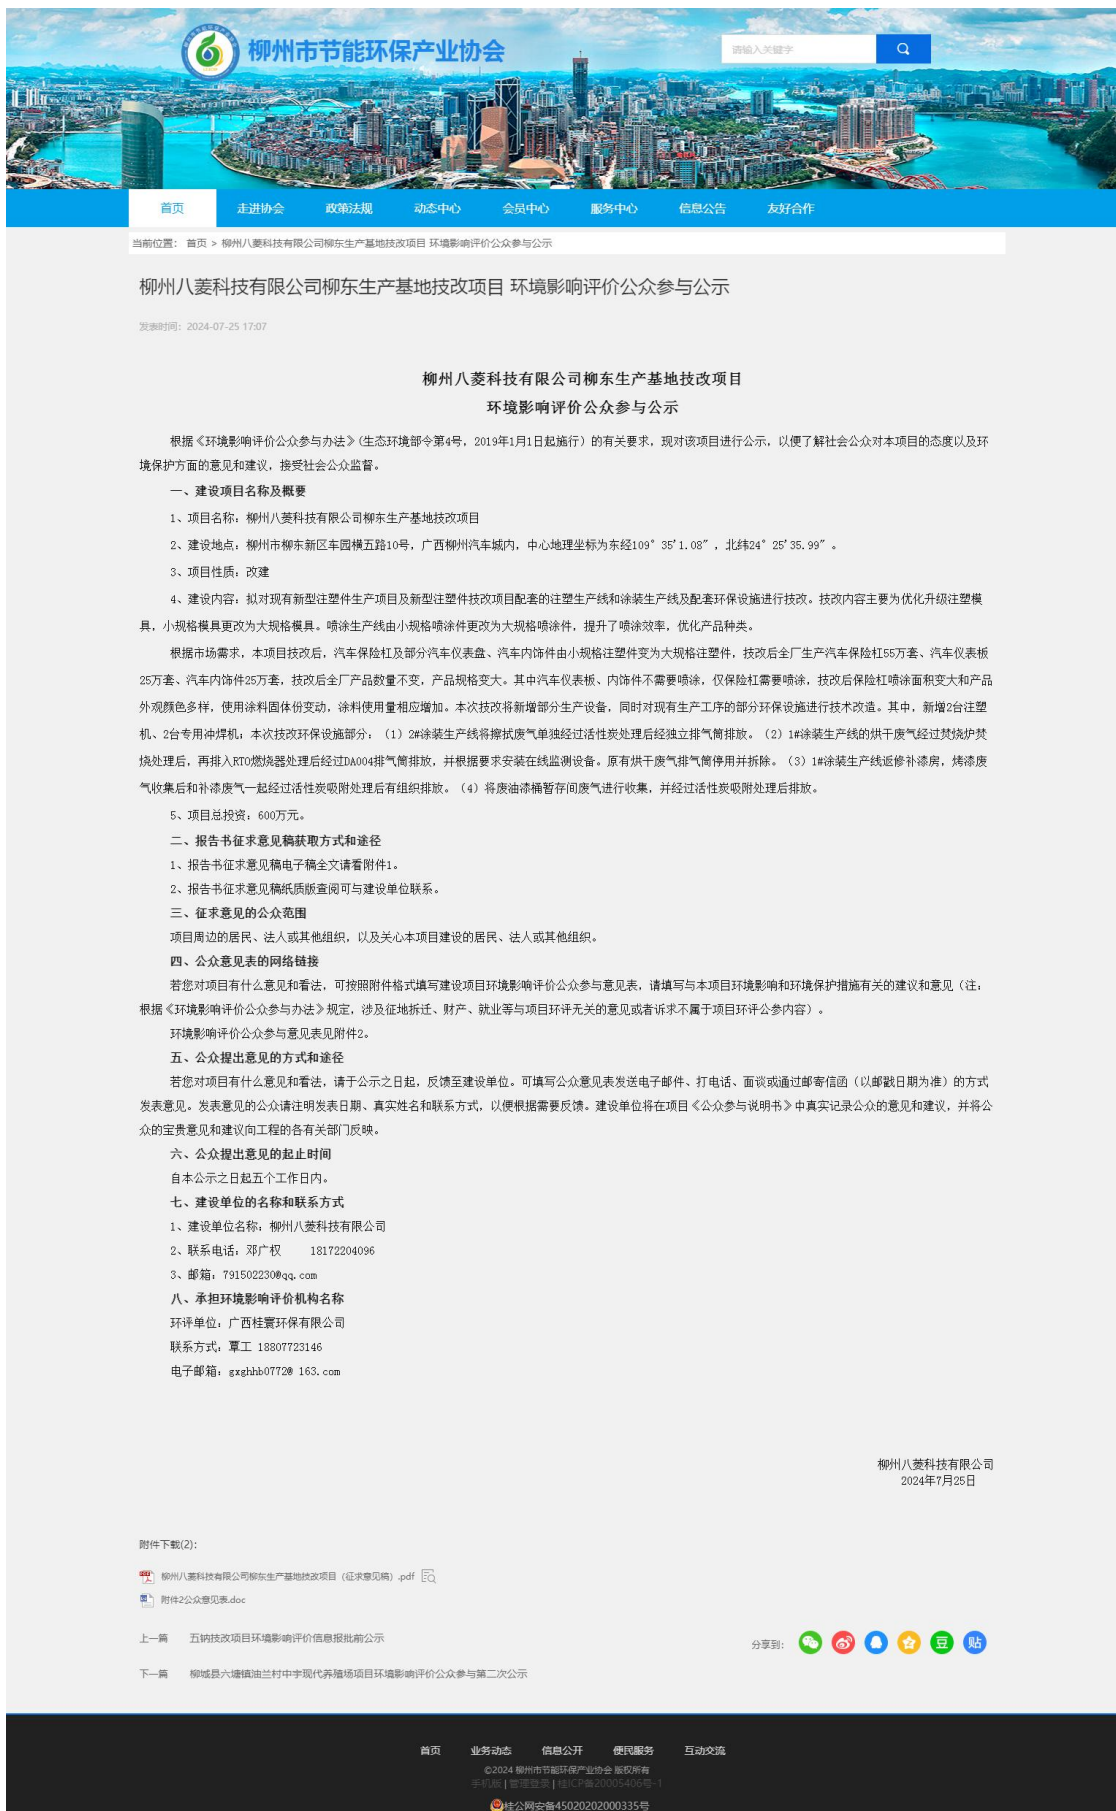 柳州市节能环保产业协会
请输入关键字
首页 走进协会 政策法规 动态中心 会员中心 服务中心 信息公告 友好合作
当前位置： 首页 > 柳州八菱科技有限公司柳东生产基地技改项目 环境影响评价公众参与公示
柳州八菱科技有限公司柳东生产基地技改项目 环境影响评价公众参与公示
发表时间：2024-07-25 17:07
柳州八菱科技有限公司柳东生产基地技改项目
环境影响评价公众参与公示
根据《环境影响评价公众参与办法》(生态环境部令第4号，2019年1月1日起施行）的有关要求，现对该项目进行公示，以便了解社会公众对本项目的态度以及环
境保护方面的意见和建议，接受社会公众监督。
一、建设项目名称及概要
1、项目名称：柳州八菱科技有限公司柳东生产基地技改项目
2、建设地点：柳州市柳东新区车园横五路10号，广西柳州汽车城内，中心地理坐标为东经109° 35′1.08″，北纬24° 25′35.99″。
3、项目性质：改建
4、建设内容：拟对现有新型注塑件生产项目及新型注塑件技改项目配套的注塑生产线和涂装生产线及配套环保设施进行技改。技改内容主要为优化升级注塑模
具，小规格模具更改为大规格模具。喷涂生产线由小规格喷涂件更改为大规格喷涂件，提升了喷涂效率，优化产品种类。
根据市场需求，本项目技改后，汽车保险杠及部分汽车仪表盘、汽车内饰件由小规格注塑件变为大规格注塑件，技改后全厂生产汽车保险杠55万套、汽车仪表板
25万套、汽车内饰件25万套，技改后全厂产品数量不变，产品规格变大。其中汽车仪表板、内饰件不需要喷涂，仅保险杠需要喷涂，技改后保险杠喷涂面积变大和产品
外观颜色多样，使用涂料固体份变动，涂料使用量相应增加。本次技改将新增部分生产设备，同时对现有生产工序的部分环保设施进行技术改造。其中，新增2台注塑
机、2台专用冲焊机；本次技改环保设施部分：（1）2#涂装生产线将擦拭废气单独经过活性炭处理后经独立排气筒排放。（2）1#涂装生产线的烘干废气经过焚烧炉焚
烧处理后，再排入RTO燃烧器处理后经过DA004排气筒排放，并根据要求安装在线监测设备。原有烘干废气排气筒停用并拆除。（3）1#涂装生产线返修补漆房，烤漆废
气收集后和补漆废气一起经过活性炭吸附处理后有组织排放。（4）将废油漆桶暂存间废气进行收集，并经过活性炭吸附处理后排放。
5、项目总投资：600万元。
二、报告书征求意见稿获取方式和途径
1、报告书征求意见稿电子稿全文请看附件1。
2、报告书征求意见稿纸质版查阅可与建设单位联系。
三、征求意见的公众范围
项目周边的居民、法人或其他组织，以及关心本项目建设的居民、法人或其他组织。
四、公众意见表的网络链接
若您对项目有什么意见和看法，可按照附件格式填写建设项目环境影响评价公众参与意见表，请填写与本项目环境影响和环境保护措施有关的建议和意见（注：
根据《环境影响评价公众参与办法》规定，涉及征地拆迁、财产、就业等与项目环评无关的意见或者诉求不属于项目环评公参内容）。
环境影响评价公众参与意见表见附件2。
五、公众提出意见的方式和途径
若您对项目有什么意见和看法，请于公示之日起，反馈至建设单位。可填写公众意见表发送电子邮件、打电话、面谈或通过邮寄信函（以邮戳日期为准）的方式
发表意见。发表意见的公众请注明发表日期、真实姓名和联系方式，以便根据需要反馈。建设单位将在项目《公众参与说明书》中真实记录公众的意见和建议，并将公
众的宝贵意见和建议向工程的各有关部门反映。
六、公众提出意见的起止时间
自本公示之日起五个工作日内。
七、建设单位的名称和联系方式
1、建设单位名称：柳州八菱科技有限公司
2、联系电话：邓广权 18172204096
3、邮箱：791502230@qq.com
八、承担环境影响评价机构名称
环评单位：广西桂寰环保有限公司
联系方式：覃工 18807723146
电子邮箱：gxghhb0772@ 163.com
柳州八菱科技有限公司
2024年7月25日
附件下载(2)：
柳州八菱科技有限公司柳东生产基地技改项目（征求意见稿）.pdf
附件2公众意见表.doc
上一篇 五钠技改项目环境影响评价信息报批前公示
分享到：
下一篇 柳城县六塘镇油兰村中宇现代养殖场项目环境影响评价公众参与第二次公示
首页 业务动态 信息公开 便民服务 互动交流
©2024 柳州市节能环保产业协会 版权所有
手机版 | 管理登录 | 桂ICP备20005406号-1
桂公网安备45020202000335号